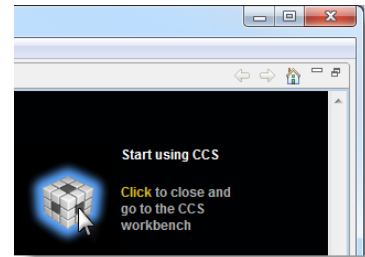 Start using CCS
Click to close and
go to the CCS
workbench